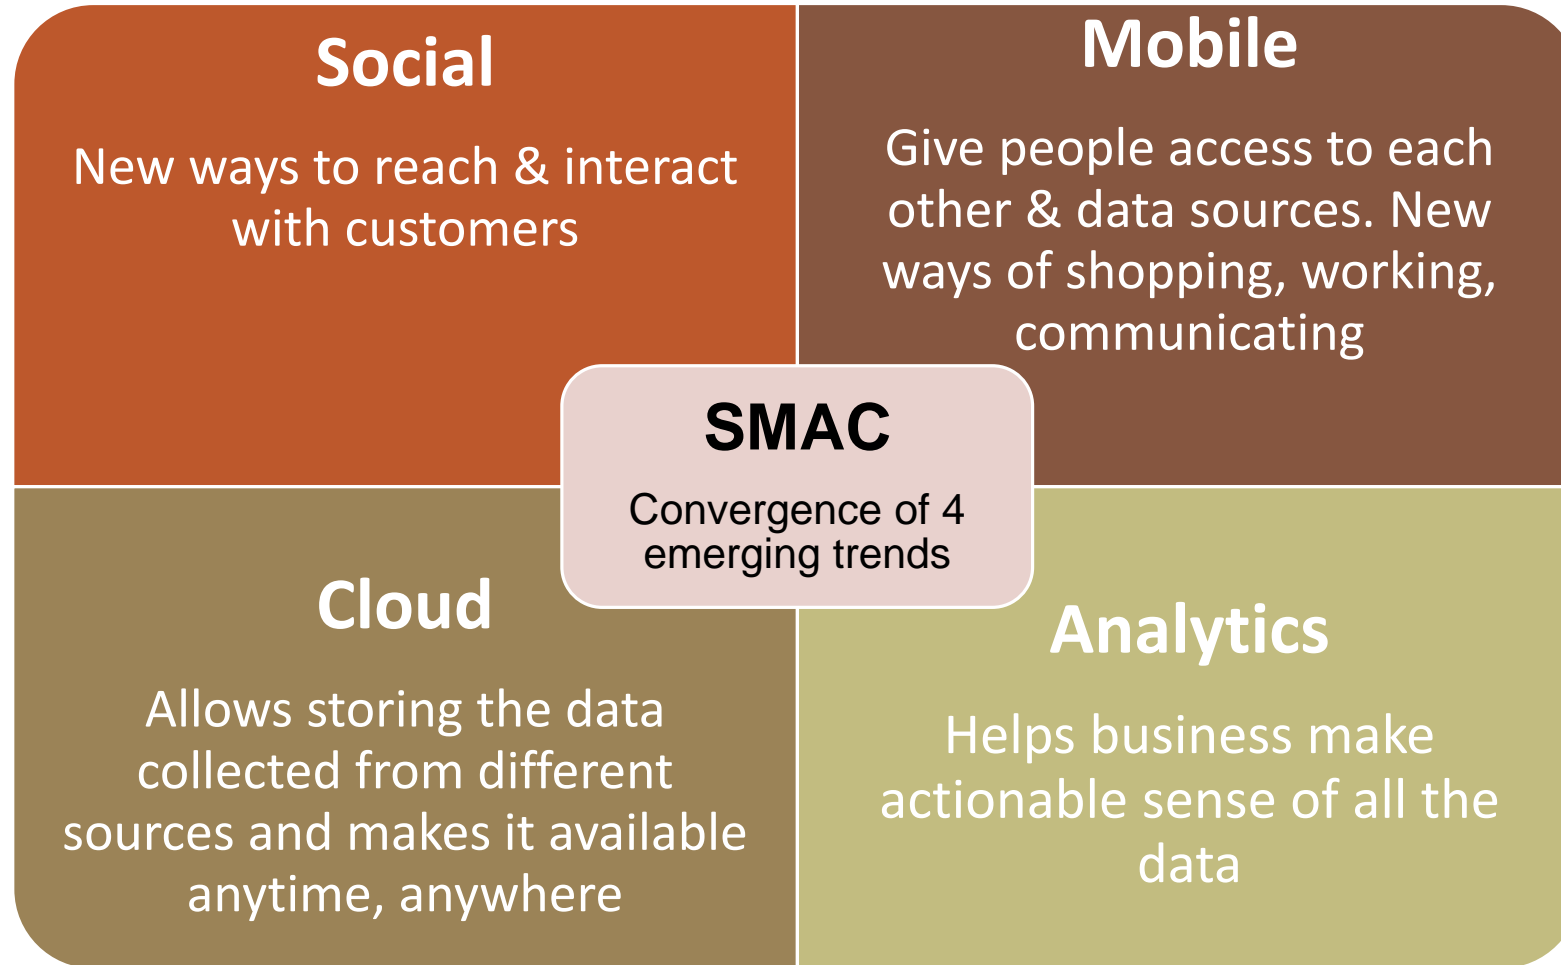 Social
New ways to reach & interact
with customers
Mobile
Give people access to each
other & data sources. New
ways of shopping, working,
communicating
SMAC
Convergence of 4
emerging trends
Cloud
Allows storing the data
collected from different
sources and makes it available
anytime, anywhere
Analytics
Helps business make
actionable sense of all the
data